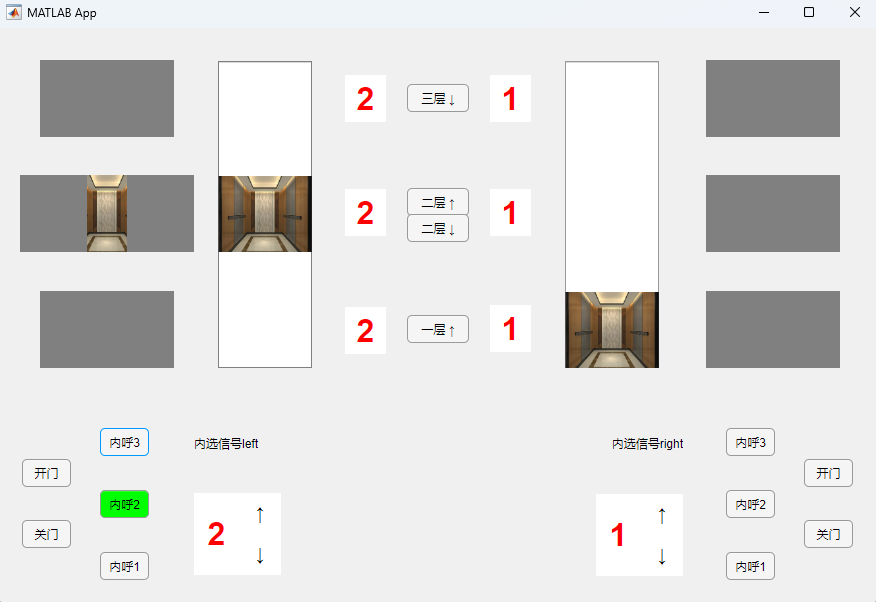 MATLAB App
2 三层↓ 1
2 二层↑ 1
二层↓
2 一层↑ 1
内呼3 内选信号left 内选信号right 内呼3
开门 开门
内呼2 内呼2
2 ↑ 1 ↑
关门 关门
↓ ↓
内呼1 内呼1